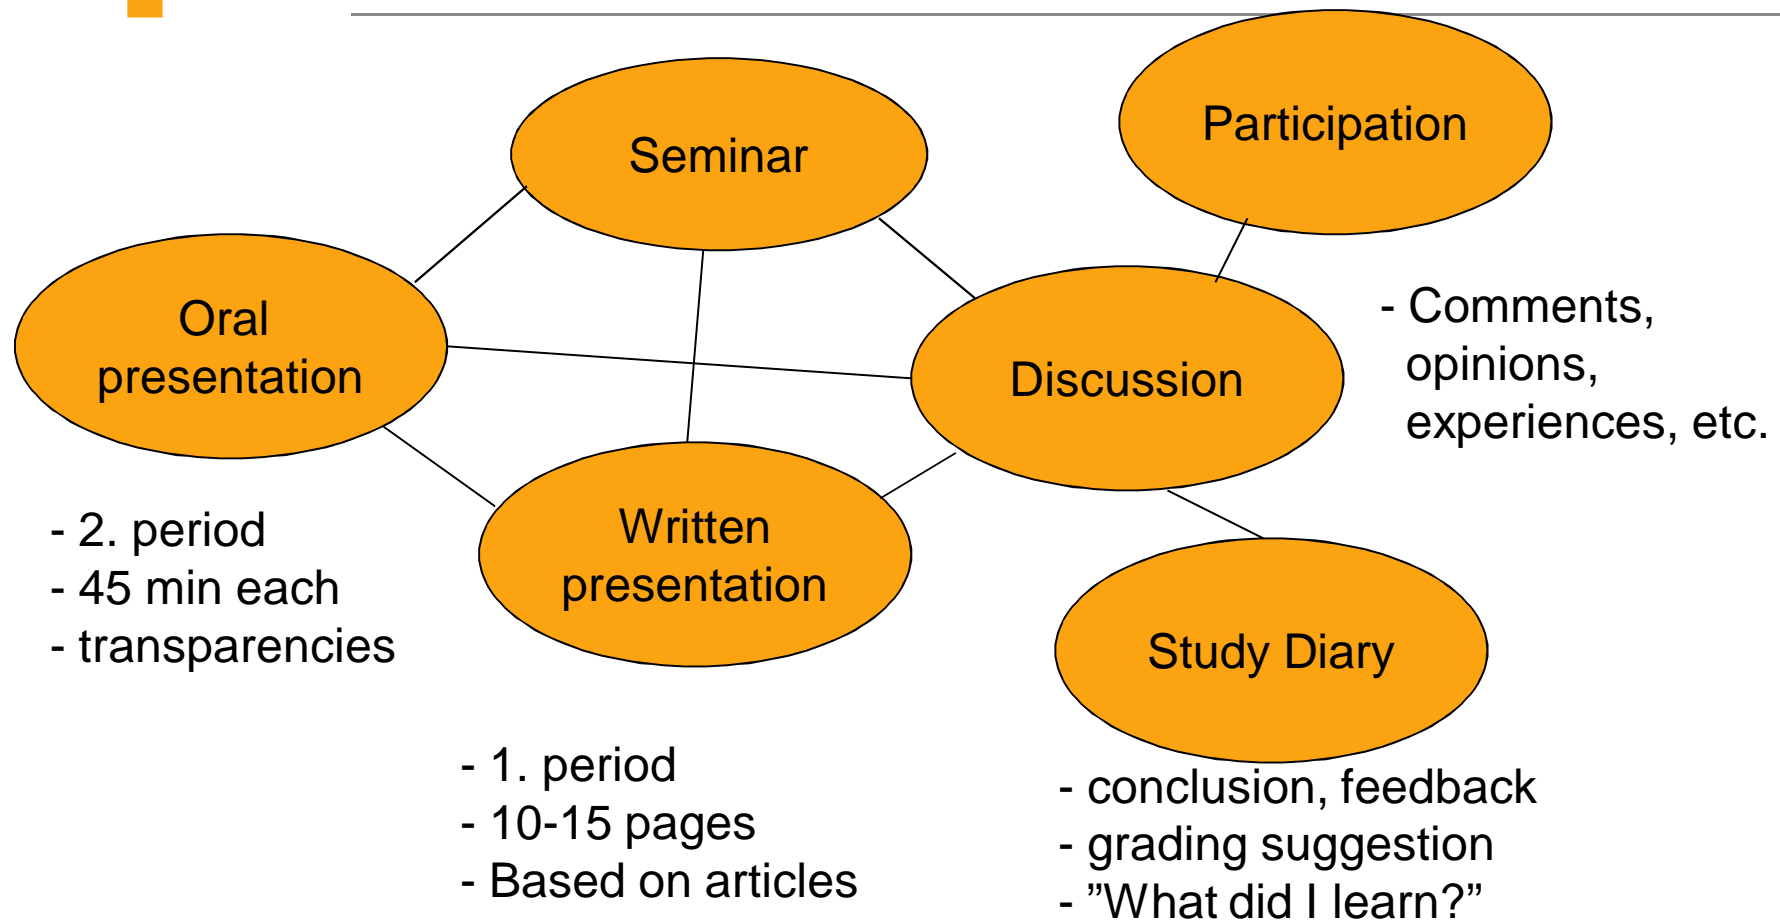 Participation
Seminar
Oral
presentation
Discussion
- Comments,
opinions,
experiences, etc.
- 2. period
- 45 min each
- transparencies
Written
presentation
Study Diary
- 1. period
- 10-15 pages
- Based on articles
- conclusion, feedback
- grading suggestion
- ”What did I learn?”